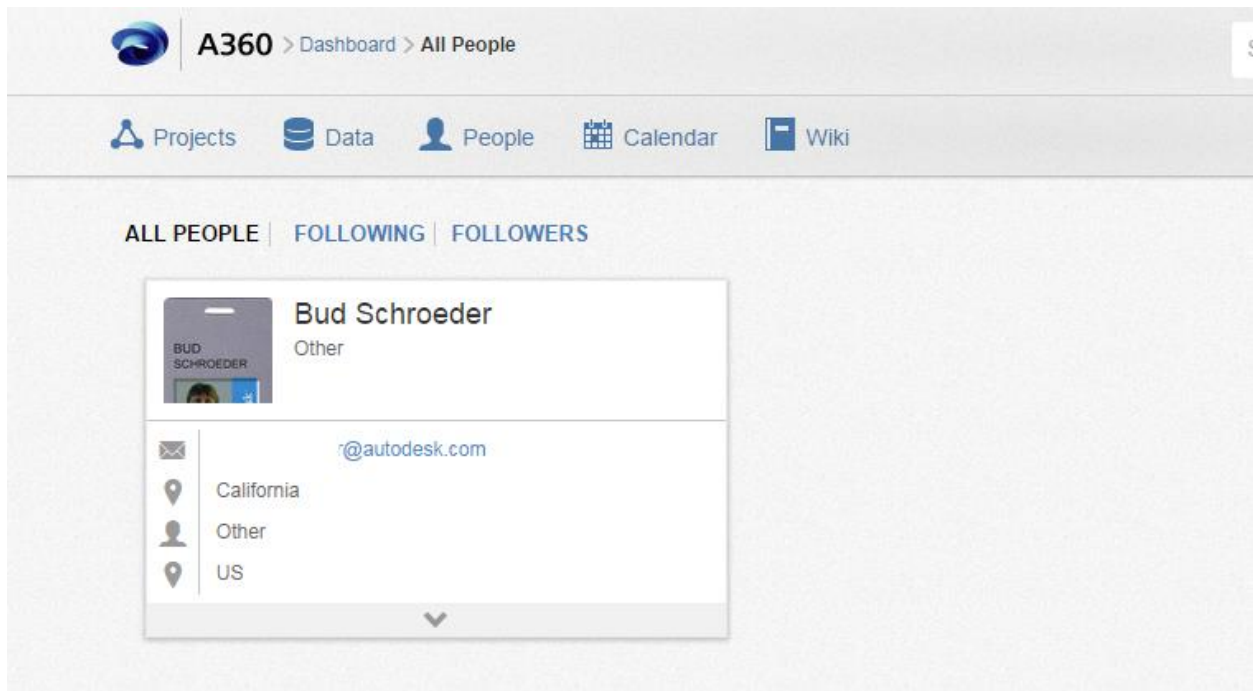 A360 > Dashboard > All People
Projects Data People Calendar Wiki
ALL PEOPLE | FOLLOWING | FOLLOWERS
Bud Schroeder
Other
BUD
SCHROEDER
r@autodesk.com
California
Other
US